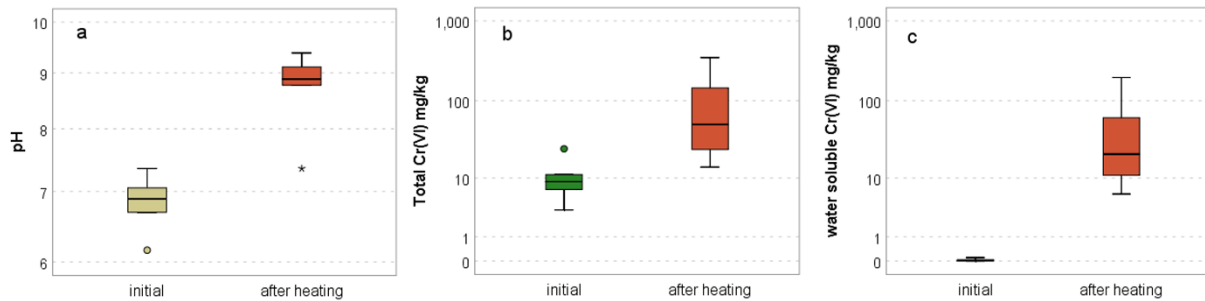 a
pH
10
9
8
7
6
*
initial
after heating
b
Total Cr(VI) mg/kg
1,000
100
10
1
0
initial
after heating
c
water soluble Cr(VI) mg/kg
1,000
100
10
1
0
initial
after heating